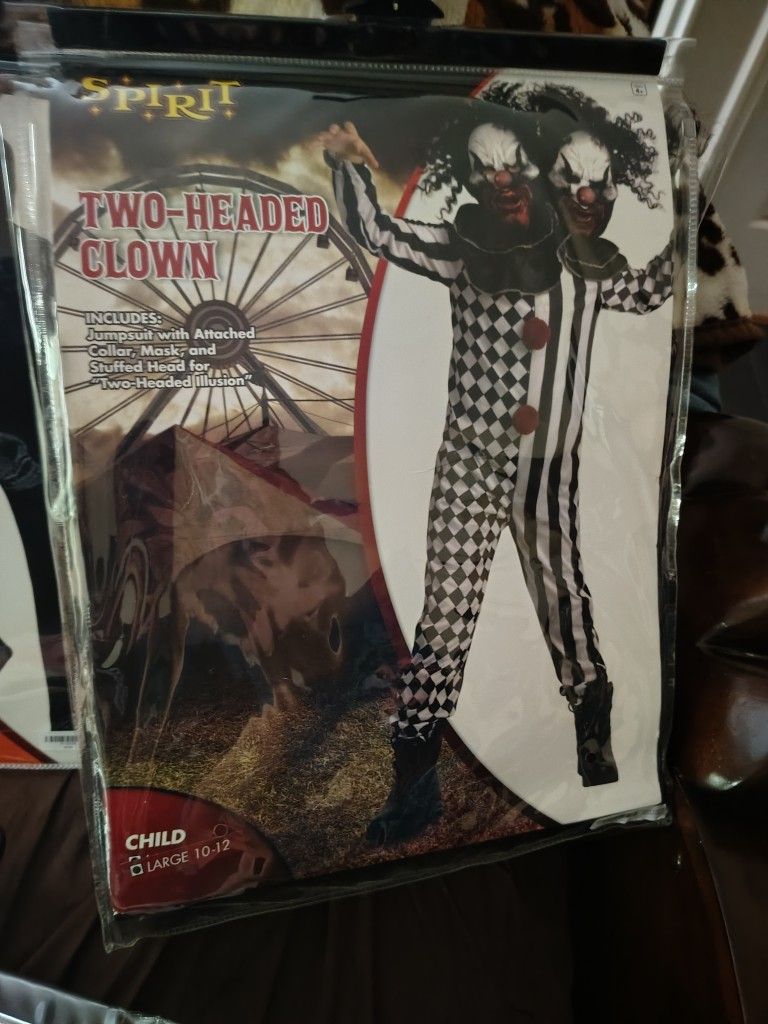 SPIRIT
TWO-HEADED
CLOWN
INCLUDES:
Jumpsuit with Attached
Collar, Mask, and
Stuffed Head for
"Two-Headed Illusion"
CHILD
LARGE 10-12